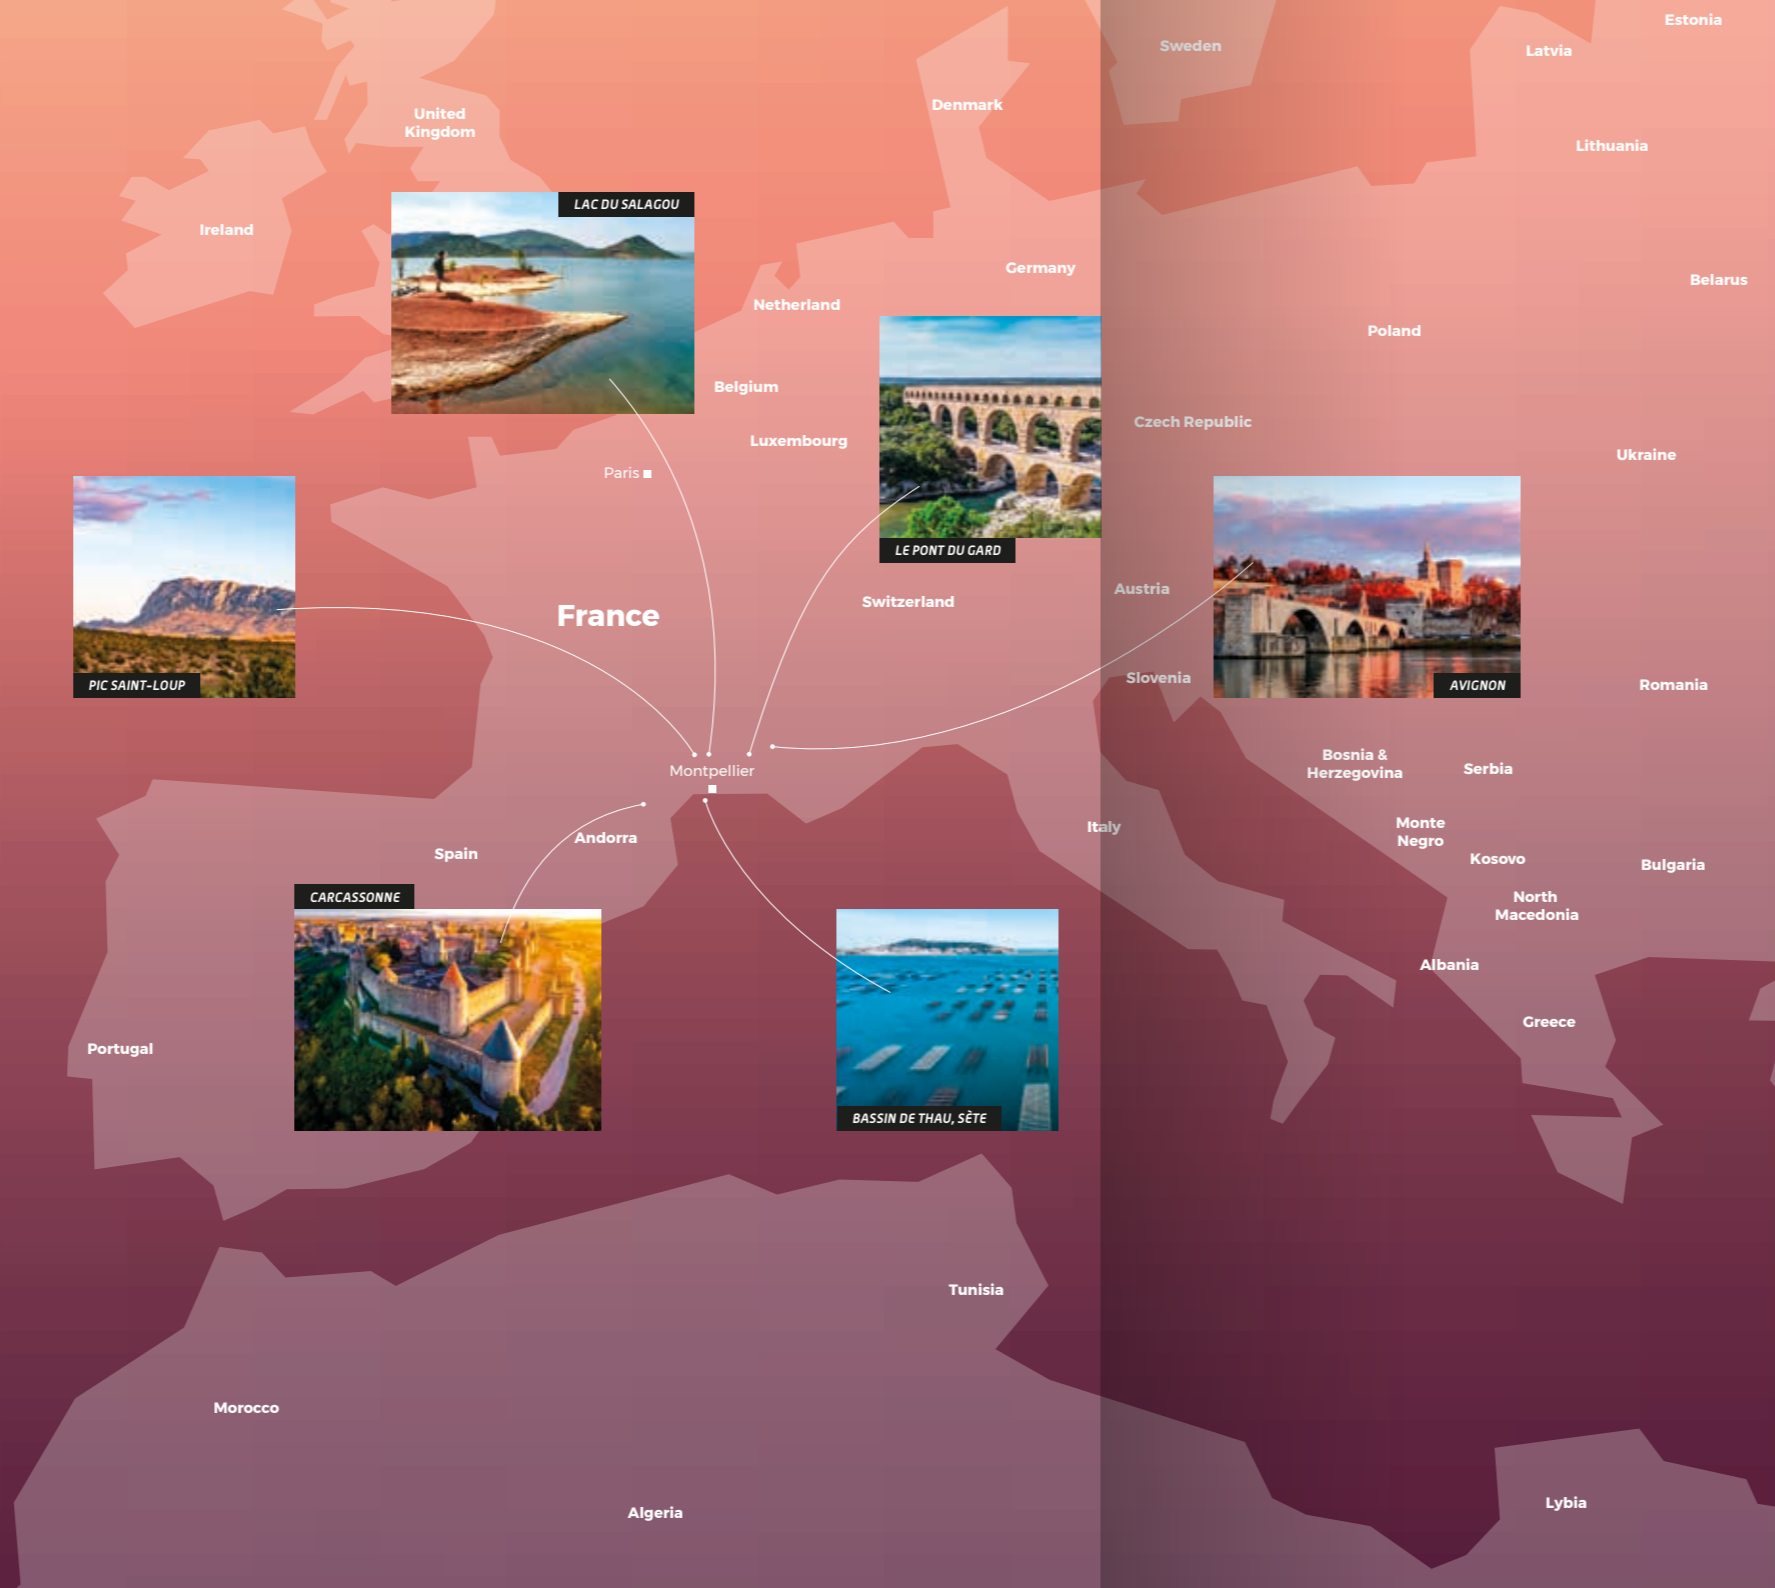 Estonia
Sweden
Latvia
Denmark
United
Kingdom
Lithuania
LAC DU SALAGOU
Ireland
Germany
Belarus
Netherland
Poland
Belgium
Czech Republic
Luxembourg
Ukraine
Paris
LE PONT DU GARD
Austria
Switzerland
France
Slovenia
PIC SAINT-LOUP
AVIGNON
Romania
Bosnia &
Herzegovina
Serbia
Montpellier
Monte
Negro
Italy
Andorra
Spain
Kosovo
Bulgaria
CARCASSONNE
North
Macedonia
Albania
Greece
Portugal
BASSIN DE THAU, SÈTE
Tunisia
Morocco
Lybia
Algeria